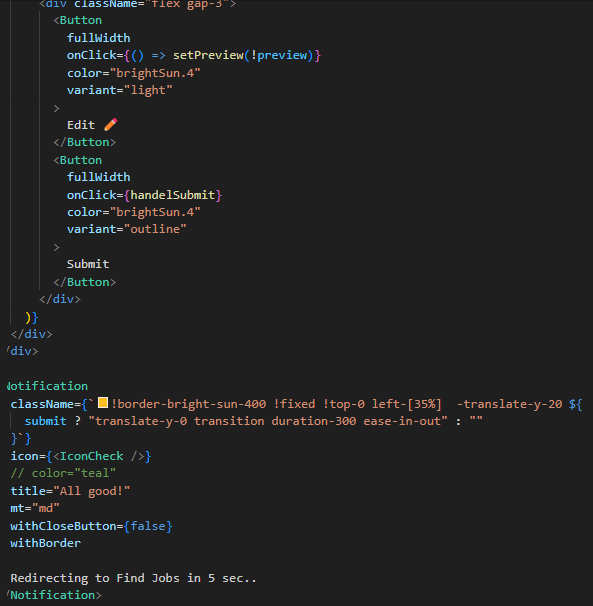 <div className="flex gap-3">
<Button
fullWidth
onClick={() => setPreview(!preview)}
color="brightSun.4"
variant="light"
>
Edit ✏️
</Button>
<Button
fullWidth
onClick={handelSubmit}
color="brightSun.4"
variant="outline"
>
Submit
</Button>
</div>
)}
</div>
/div>
Notification
className={`!border-bright-sun-400 !fixed !top-0 left-[35%]  -translate-y-20 ${
submit ? "translate-y-0 transition duration-300 ease-in-out" : ""
}`}
icon={<IconCheck />}
// color="teal"
title="All good!"
mt="md"
withCloseButton={false}
withBorder
Redirecting to Find Jobs in 5 sec..
/Notification>